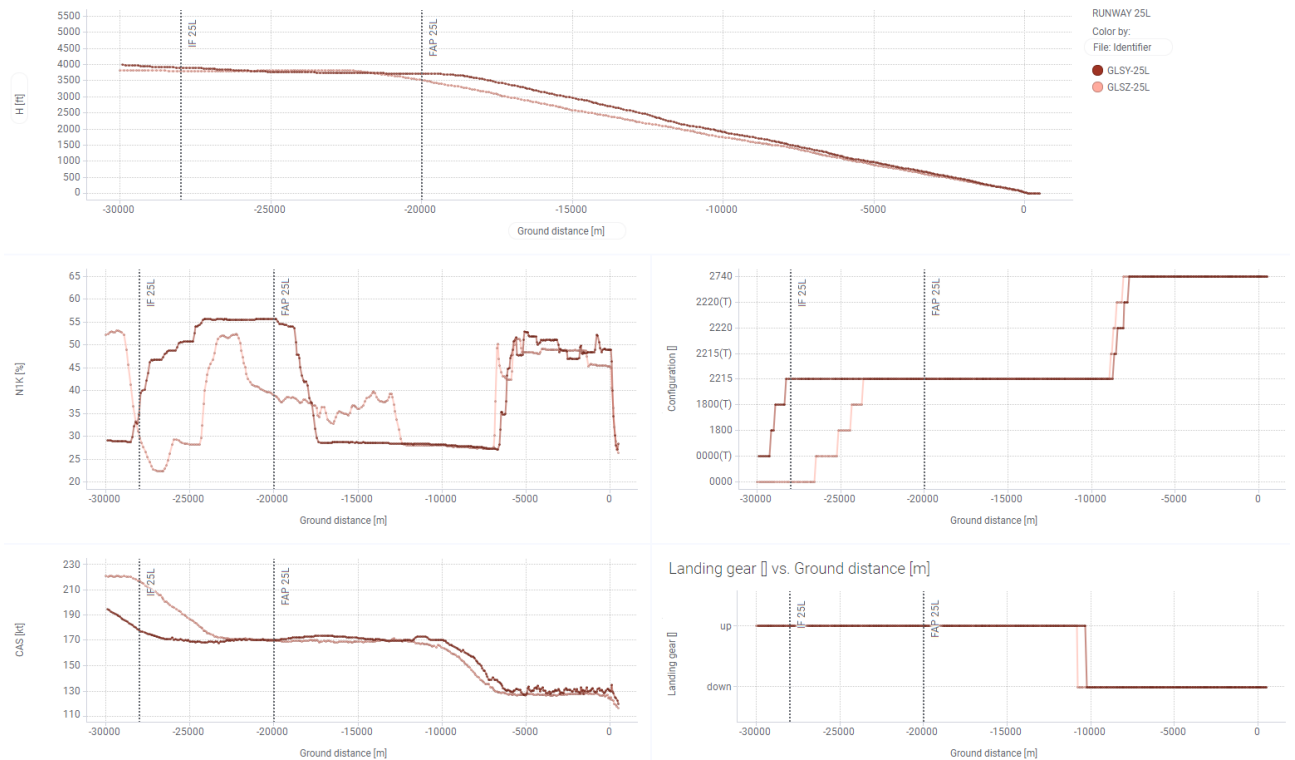 5500
5000
4500
4000
3500
3000
2500
2000
1500
1000
500
0
H [ft]
IF 25L
FAP 25L
-30000 -25000 -20000 -15000 -10000 -5000 0
Ground distance [m]
RUNWAY 25L
Color by:
File: Identifier
GLSY-25L
GLSZ-25L
65
60
55
50
45
40
35
30
25
20
N1K [%]
IF 25L
FAP 25L
-30000 -25000 -20000 -15000 -10000 -5000 0
Ground distance [m]
2740
2220(T)
2220
2215(T)
2215
1800(T)
1800
0000(T)
0000
Configuration []
IF 25L
FAP 25L
-30000 -25000 -20000 -15000 -10000 -5000 0
Ground distance [m]
230
210
190
170
150
130
110
CAS [kt]
IF 25L
FAP 25L
-30000 -25000 -20000 -15000 -10000 -5000 0
Ground distance [m]
Landing gear [] vs. Ground distance [m]
up
down
Landing gear []
IF 25L
FAP 25L
-30000 -25000 -20000 -15000 -10000 -5000 0
Ground distance [m]